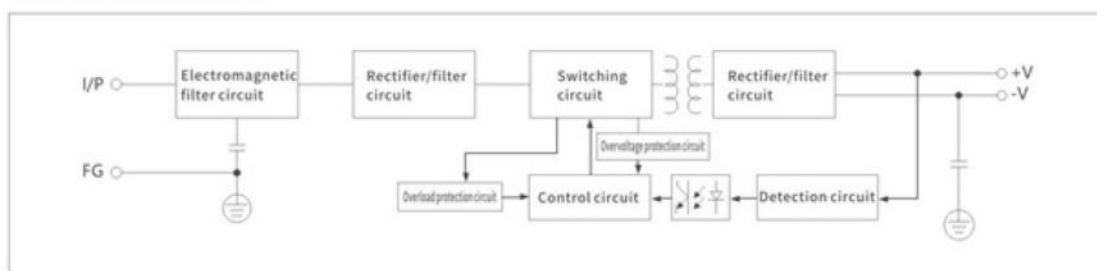 I/P
Electromagnetic
filter circuit
Rectifier/filter
circuit
Switching
circuit
Rectifier/filter
circuit
+V
-V
Overvoltage protection circuit
FG
Overload protection circuit
Control circuit
Detection circuit